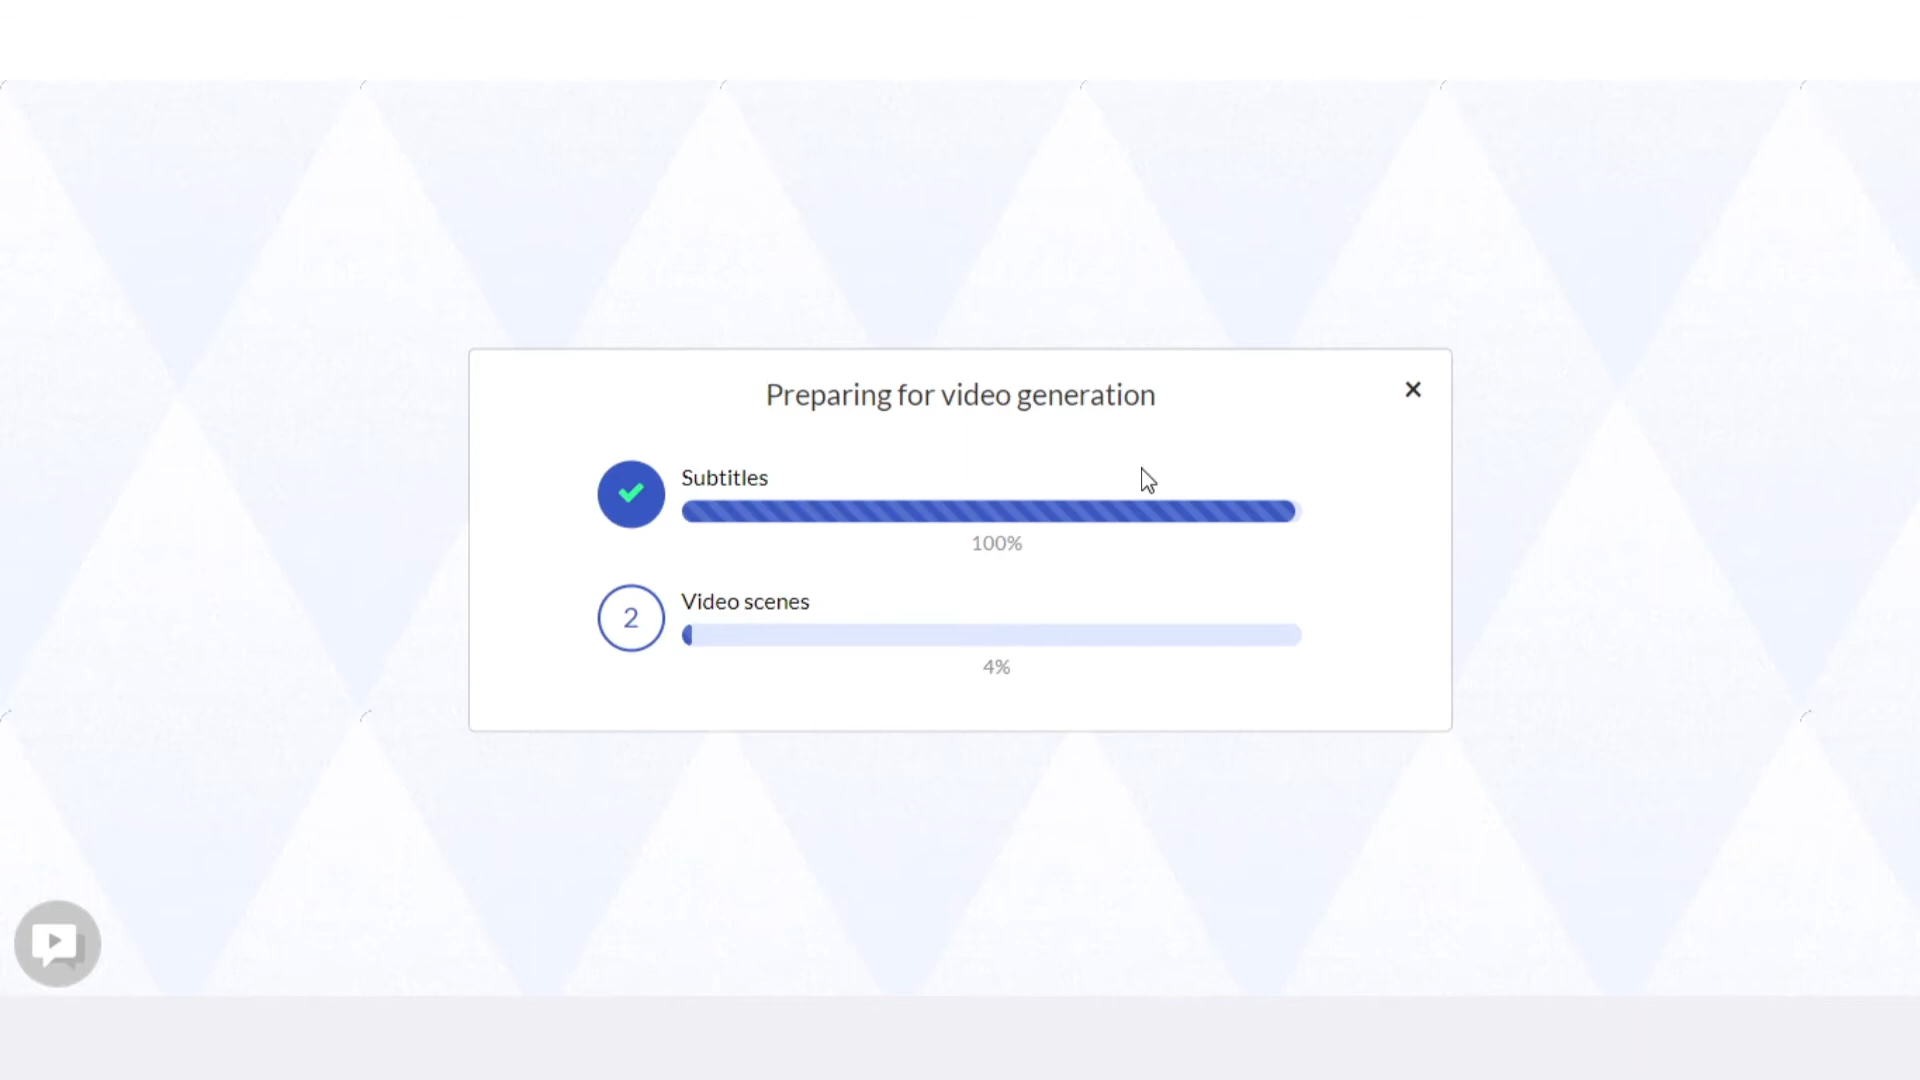 Preparing for video generation
Subtitles
100%
2
Video scenes
4%